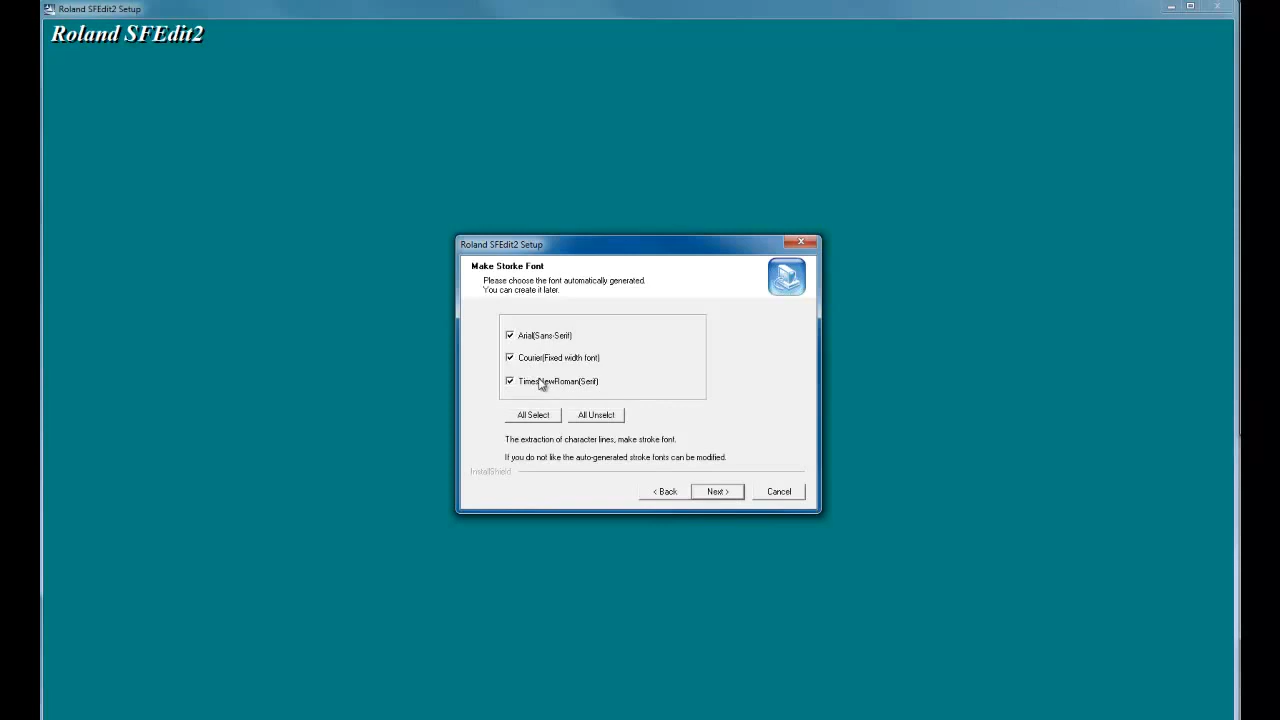 Roland SFEdit2 Setup
Roland SFEdit2
Roland SFEdit2 Setup
Make Storke Font
Please choose the font automatically generated.
You can create it later.
Arial(Sans-Serif)
Courier(Fixed width font)
TimesNewRoman(Serif)
All Select
All Unselct
The extraction of character lines, make stroke font.
If you do not like the auto-generated stroke fonts can be modified.
InstallShield
< Back
Next >
Cancel